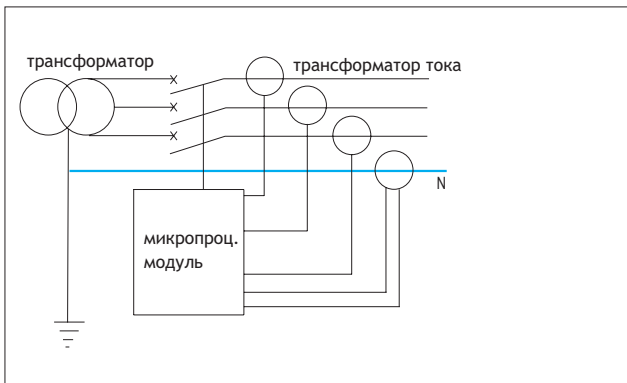 трансформатор
трансформатор тока
N
микропроц.
модуль